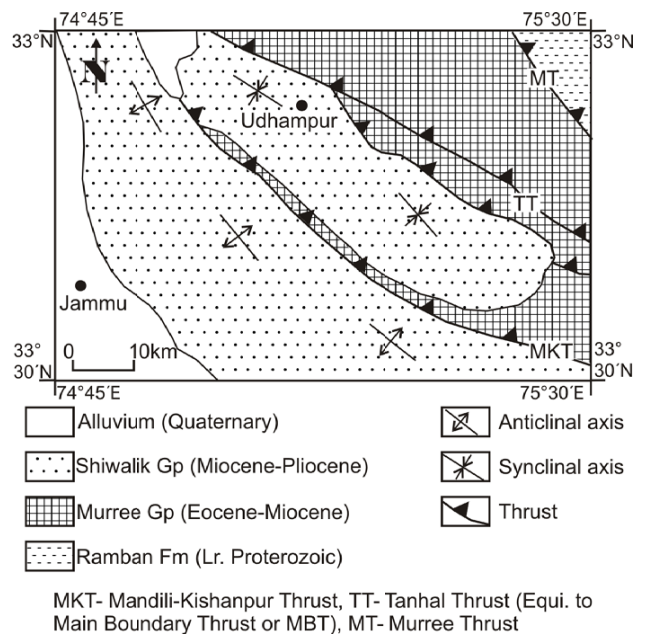 74°45´E 75°30´E
33°N 33°N
N
MT
Udhampur
TT
Jammu
33° 33°
0 10km MKT
30´N 30´N
74°45´E 75°30´E
Alluvium (Quaternary) Anticlinal axis
Shiwalik Gp (Miocene-Pliocene) Synclinal axis
Murree Gp (Eocene-Miocene) Thrust
Ramban Fm (Lr. Proterozoic)
MKT- Mandili-Kishanpur Thrust, TT- Tanhal Thrust (Equi. to
Main Boundary Thrust or MBT), MT- Murree Thrust